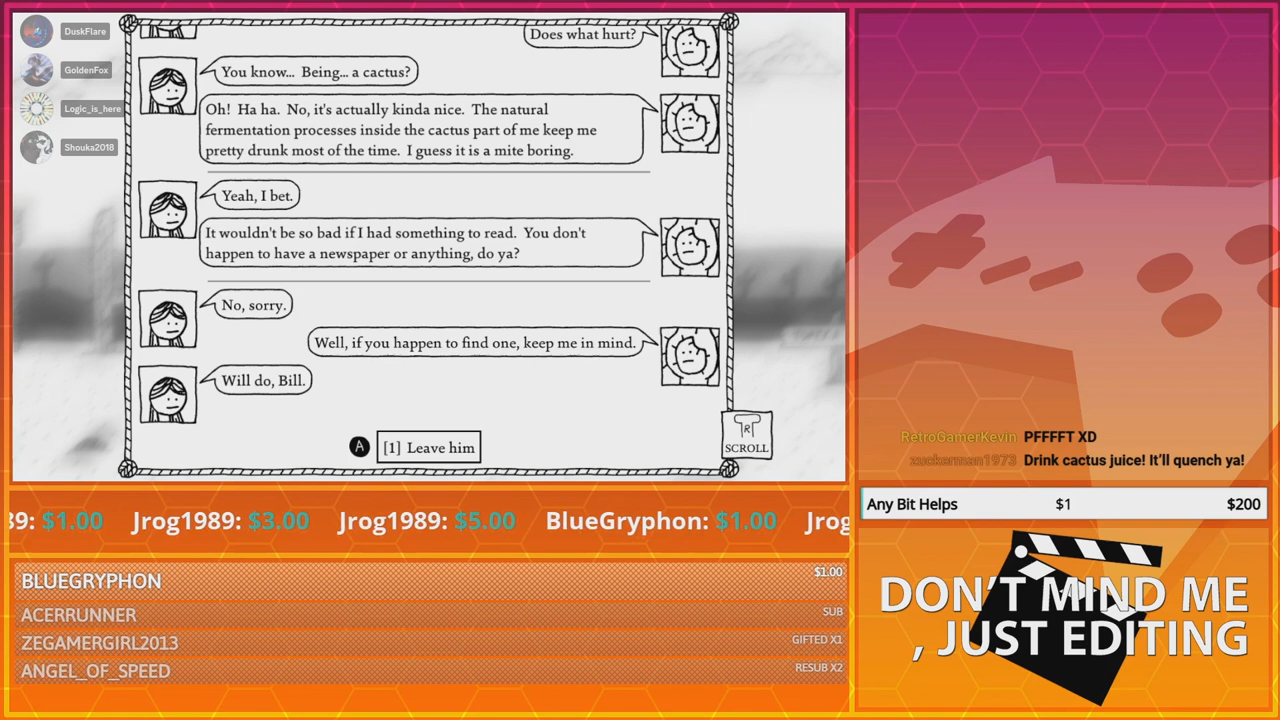 DuskFlare
GoldenFox
Logic_is_here
Shouka2018
Does what hurt?
You know... Being... a cactus?
Oh! Ha ha. No, it's actually kinda nice. The natural
fermentation processes inside the cactus part of me keep me
pretty drunk most of the time. I guess it is a mite boring.
Yeah, I bet.
It wouldn't be so bad if I had something to read. You don't
happen to have a newspaper or anything, do ya?
No, sorry.
Well, if you happen to find one, keep me in mind.
Will do, Bill.
A [1] Leave him
R
SCROLL
RetroGamerKevin PFFFFT XD
zuckerman1973 Drink cactus juice! It'll quench ya!
Any Bit Helps $1 $200
89: $1.00 Jrog1989: $3.00 Jrog1989: $5.00 BlueGryphon: $1.00 Jrog
BLUEGRYPHON $1.00
ACERRUNNER SUB
ZEGAMERGIRL2013 GIFTED X1
ANGEL_OF_SPEED RESUB X2
DON'T MIND ME
, JUST EDITING